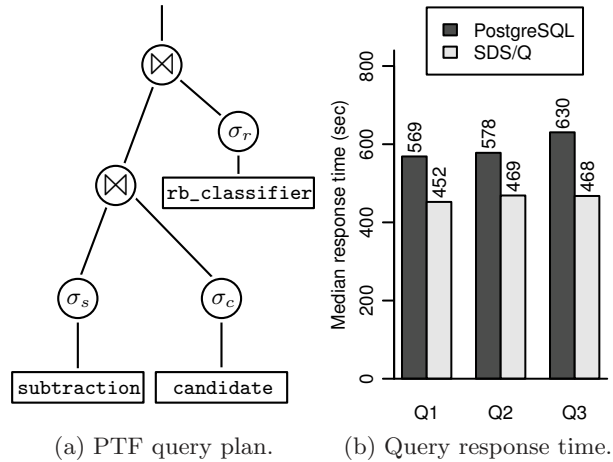 ⋈
σr
rb_classifier
⋈
σs
σc
subtraction
candidate
(a) PTF query plan.
PostgreSQL
SDS/Q
Median response time (sec)
800
600
400
200
0
569
452
578
469
630
468
Q1
Q2
Q3
(b) Query response time.